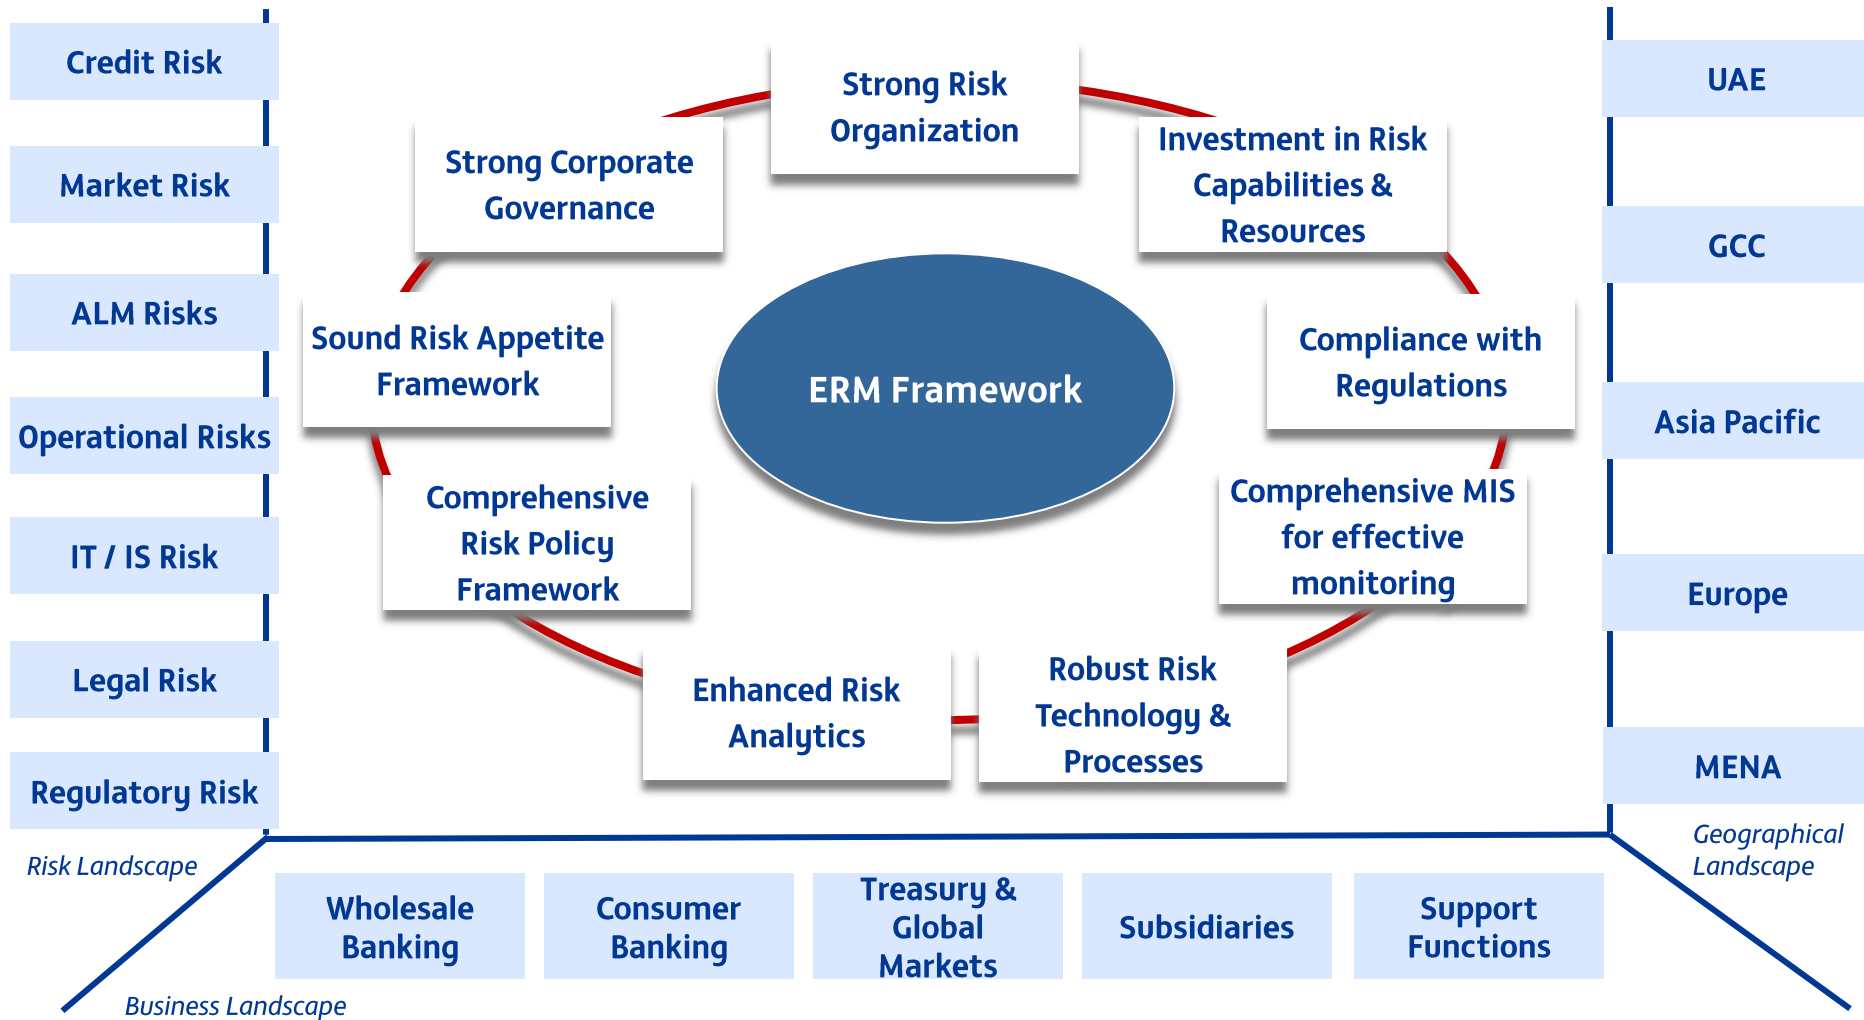 Credit Risk
Market Risk
ALM Risks
Operational Risks
IT / IS Risk
Legal Risk
Regulatory Risk
Risk Landscape
Strong Risk
Organization
Investment in Risk
Capabilities &
Resources
Compliance with
Regulations
Comprehensive MIS
for effective
monitoring
Robust Risk
Technology &
Processes
Enhanced Risk
Analytics
Comprehensive
Risk Policy
Framework
Sound Risk Appetite
Framework
Strong Corporate
Governance
ERM Framework
UAE
GCC
Asia Pacific
Europe
MENA
Geographical
Landscape
Wholesale
Banking
Consumer
Banking
Treasury &
Global
Markets
Subsidiaries
Support
Functions
Business Landscape